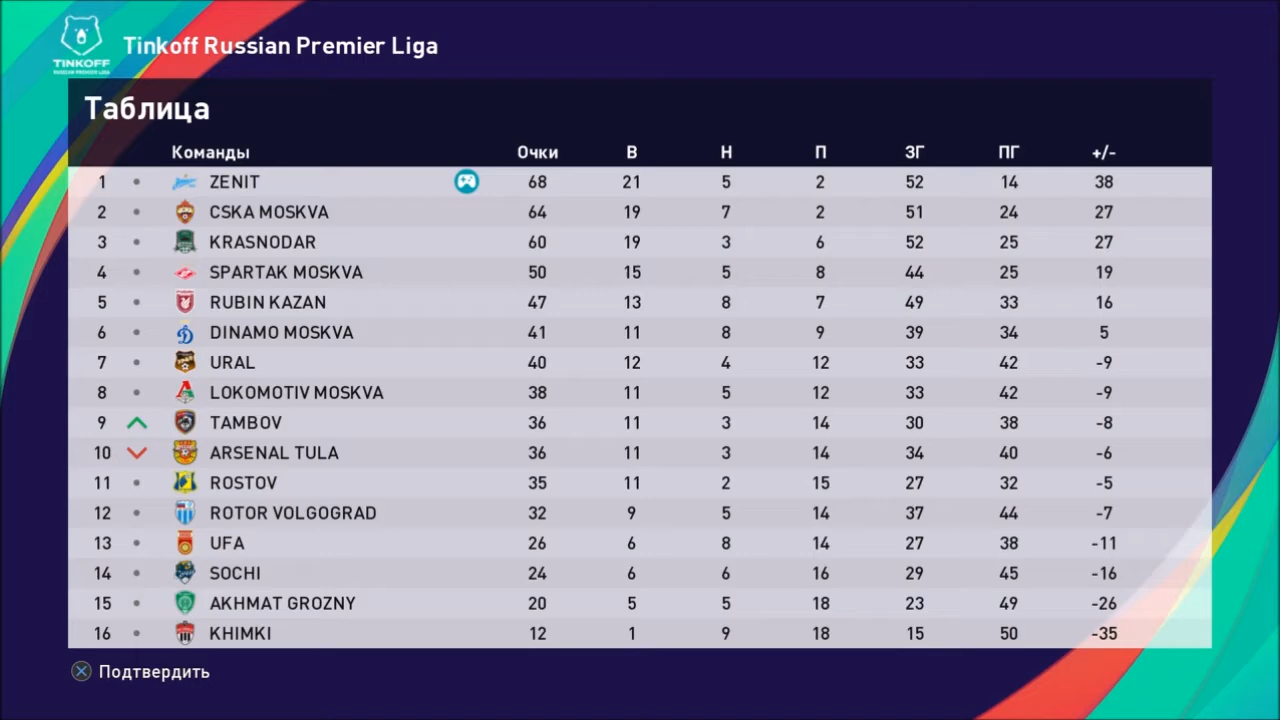 Tinkoff Russian Premier Liga
TINKOFF
RUSSIAN PREMIER LIGA
Таблица
Команды Очки В Н П ЗГ ПГ +/-
1 ZENIT 68 21 5 2 52 14 38
2 CSKA MOSKVA 64 19 7 2 51 24 27
3 KRASNODAR 60 19 3 6 52 25 27
4 SPARTAK MOSKVA 50 15 5 8 44 25 19
5 RUBIN KAZAN 47 13 8 7 49 33 16
6 DINAMO MOSKVA 41 11 8 9 39 34 5
7 URAL 40 12 4 12 33 42 -9
8 LOKOMOTIV MOSKVA 38 11 5 12 33 42 -9
9 TAMBOV 36 11 3 14 30 38 -8
10 ARSENAL TULA 36 11 3 14 34 40 -6
11 ROSTOV 35 11 2 15 27 32 -5
12 ROTOR VOLGOGRAD 32 9 5 14 37 44 -7
13 UFA 26 6 8 14 27 38 -11
14 SOCHI 24 6 6 16 29 45 -16
15 AKHMAT GROZNY 20 5 5 18 23 49 -26
16 KHIMKI 12 1 9 18 15 50 -35
Подтвердить